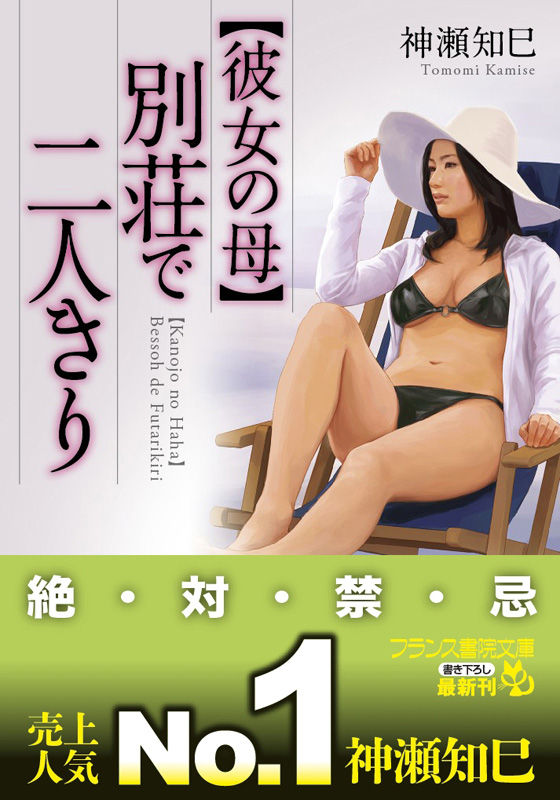 神瀬知巳
Tomomi Kamise
【彼女の母】
別荘で
二人きり
【Kanojo no Haha】
Bessoh de Futarikiri
絶・対・禁・忌
フランス書院文庫
書き下ろし
最新刊
売上
人気
No.1
神瀬知巳